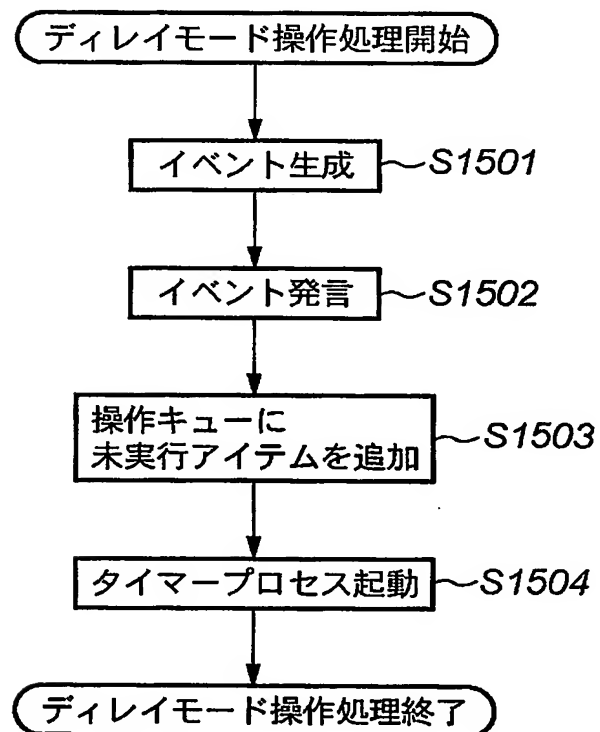 ディレイモード操作処理開始
イベント生成 S1501
イベント発言 S1502
操作キューに
未実行アイテムを追加 S1503
タイマープロセス起動 S1504
ディレイモード操作処理終了